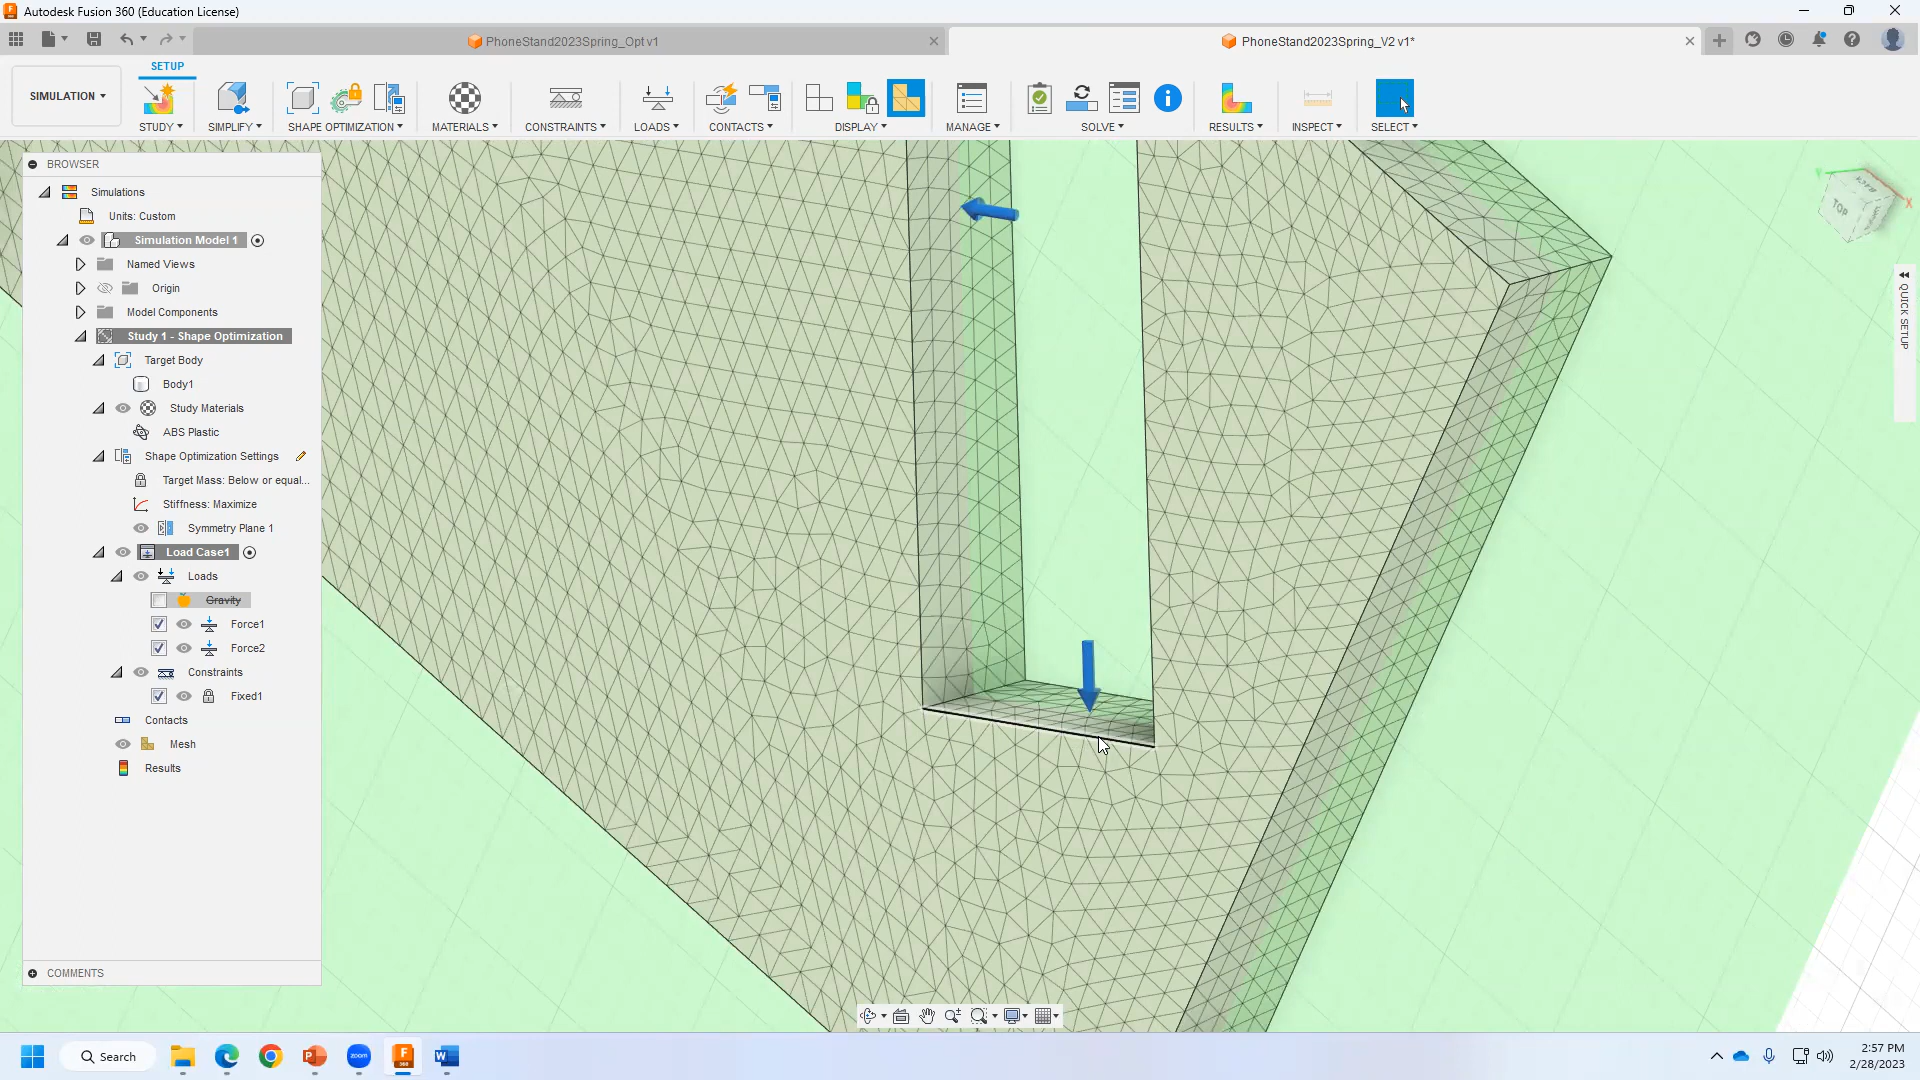 Autodesk Fusion 360 (Education License)
PhoneStand2023Spring_Opt v1
PhoneStand2023Spring_V2 v1*
SETUP
SIMULATION
STUDY
SIMPLIFY
SHAPE OPTIMIZATION
MATERIALS
CONSTRAINTS
LOADS
CONTACTS
DISPLAY
MANAGE
SOLVE
RESULTS
INSPECT
SELECT
BROWSER
Simulations
Units: Custom
Simulation Model 1
Named Views
Origin
Model Components
Study 1 - Shape Optimization
Target Body
Body1
Study Materials
ABS Plastic
Shape Optimization Settings
Target Mass: Below or equal...
Stiffness: Maximize
Symmetry Plane 1
Load Case1
Loads
Gravity
Force1
Force2
Constraints
Fixed1
Contacts
Mesh
Results
COMMENTS
TOP
BACK
X
QUICK SETUP
Search
zoom
F
360
W
2:57 PM
2/28/2023